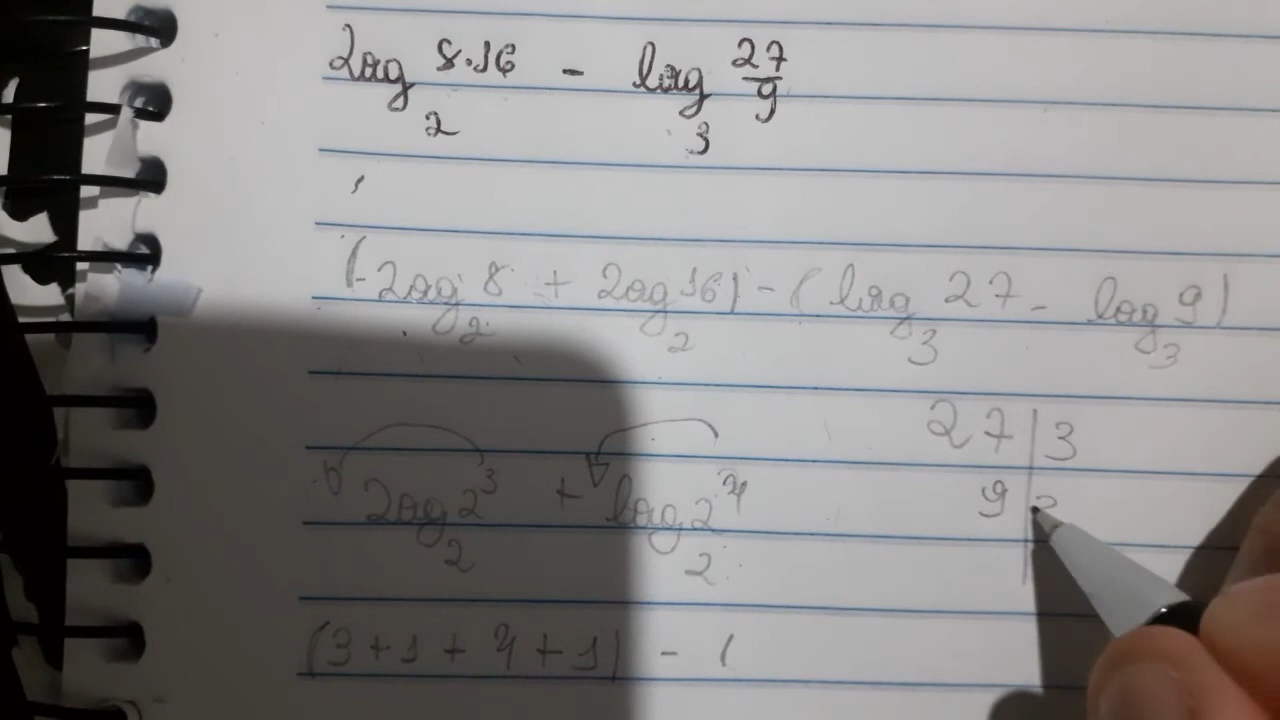 log₂ 8.16 - log₃ 27/9
(log₂ 8 + log₂ 16) - (log₃ 27 - log₃ 9)
27 | 3
log₂ 2³ + log₂ 2⁴
9
(3+1+4+1) - (